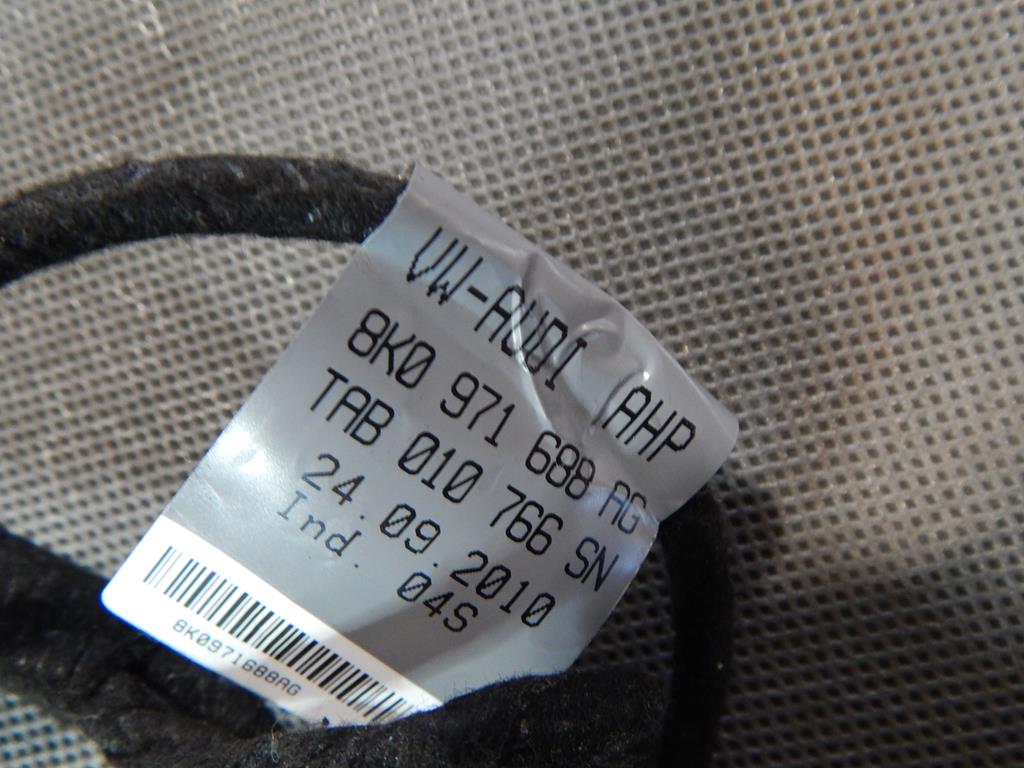 VW-AUDI AHP
8K0 971 688 AG
TAB 010 766 SN
24.09.2010
Ind. 04S
8K0971688AG